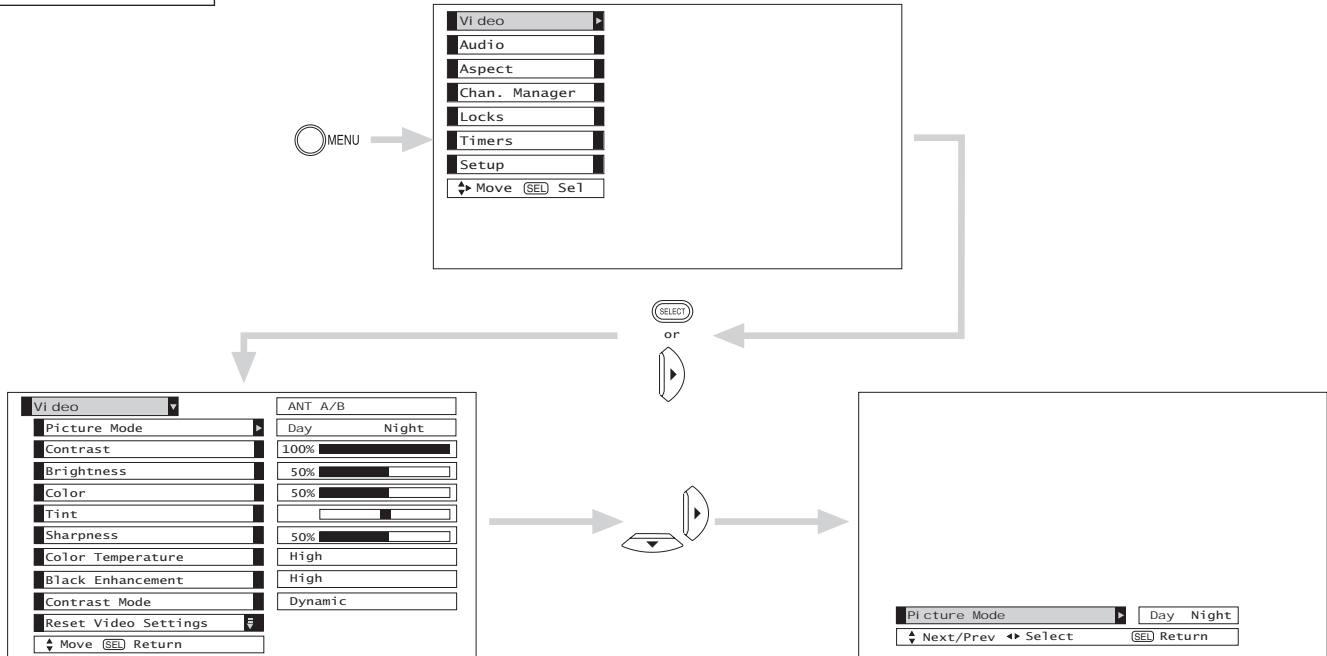 Video
Audio
Aspect
Chan. Manager
Locks
Timers
Setup
Move SEL Sel
MENU
SELECT
or
Video ANT A/B
Picture Mode Day Night
Contrast 100%
Brightness 50%
Color 50%
Tint
Sharpness 50%
Color Temperature High
Black Enhancement High
Contrast Mode Dynamic
Reset Video Settings
Move SEL Return
Picture Mode Day Night
Next/Prev Select SEL Return